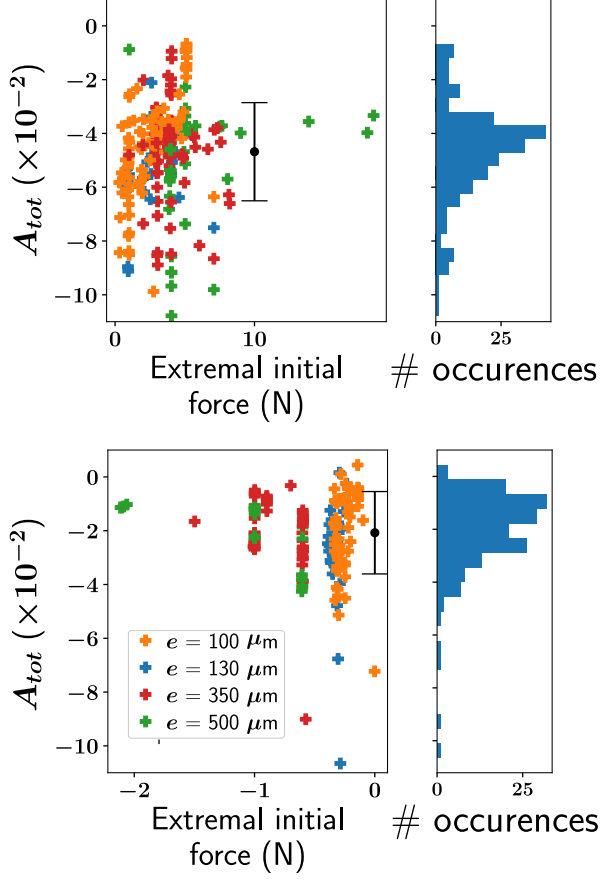 0
−2
−4
−6
−8
−10
A_tot (×10⁻²)
0
10
Extremal initial
force (N)
0
25
# occurences
0
−2
−4
−6
−8
−10
A_tot (×10⁻²)
e = 100 μm
e = 130 μm
e = 350 μm
e = 500 μm
−2
−1
0
Extremal initial
force (N)
0
25
# occurences